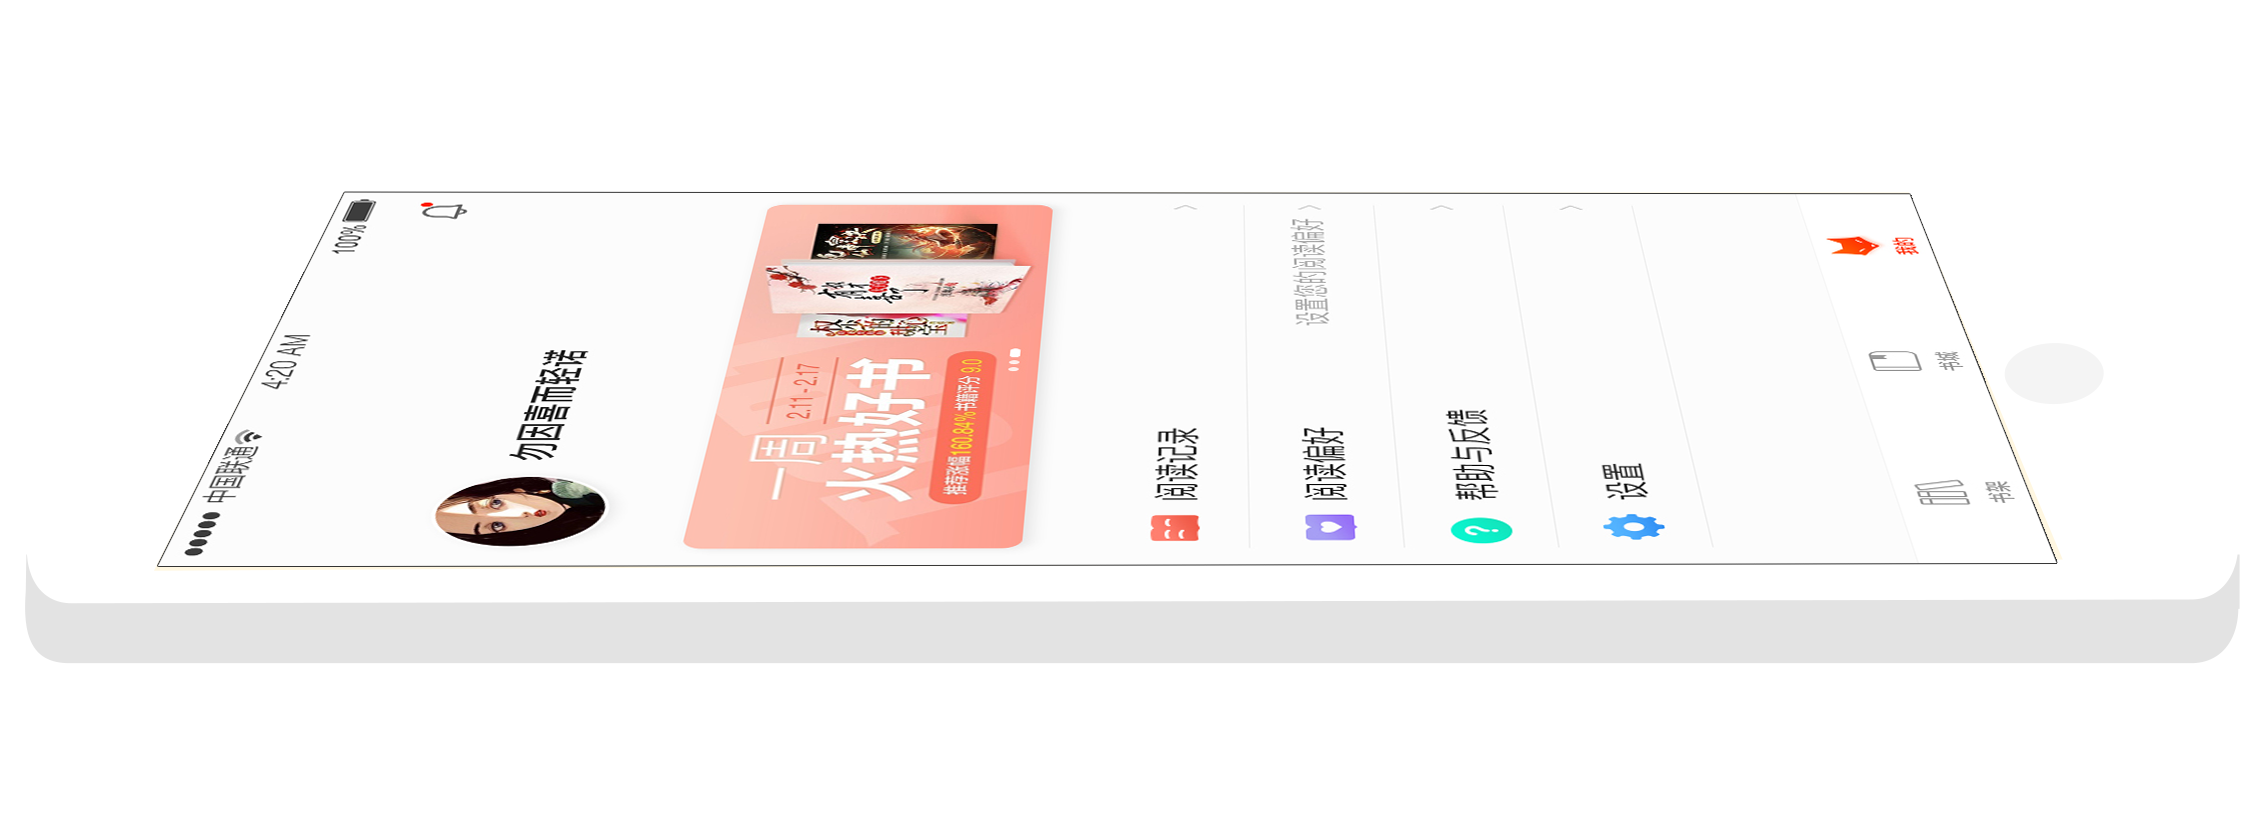 中国联通
4:20 AM
100%
勿因喜而轻诺
一周
2.11 - 2.17
火热好书
推荐涨幅160.84% 书籍评分 9.0
阅读记录
阅读偏好
设置您的阅读偏好
帮助与反馈
设置
书架
书城
我的